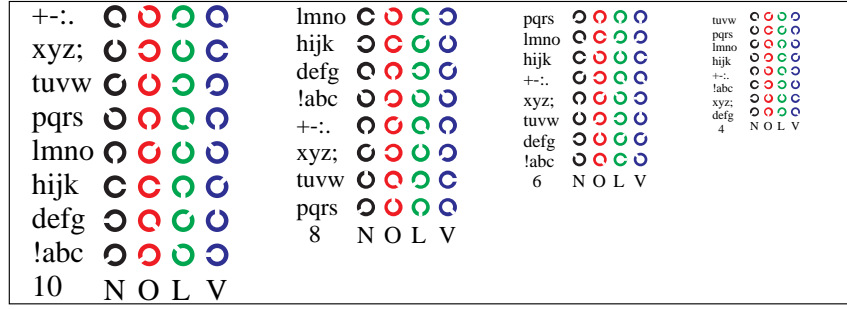 +-:.
xyz;
tuvw
pqrs
lmno
hijk
defg
!abc
10 N O L V
lmno
hijk
defg
!abc
+-:.
xyz;
tuvw
pqrs
8 N O L V
pqrs
lmno
hijk
+-:.
xyz;
tuvw
defg
!abc
6 N O L V
tuvw
pqrs
lmno
hijk
+-:.
!abc
xyz;
defg
4 N O L V